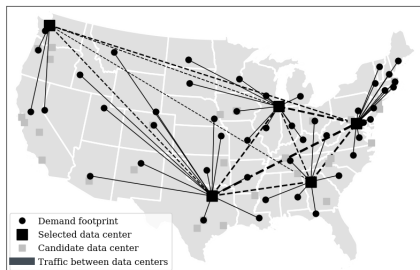 Demand footprint
Selected data center
Candidate data center
Traffic between data centers